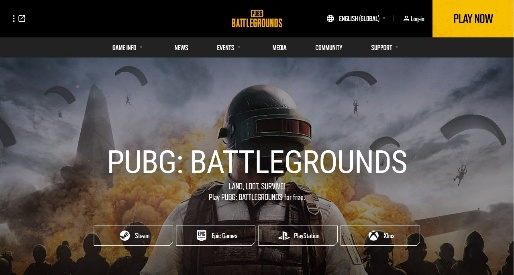 PUBG
BATTLEGROUNDS
ENGLISH (GLOBAL)
Log-in
PLAY NOW
GAME INFO
NEWS
EVENTS
MEDIA
COMMUNITY
SUPPORT
PUBG: BATTLEGROUNDS
LAND, LOOT, SURVIVE!
Play PUBG: BATTLEGROUNDS for free.
Steam
EPIC
Epic Games
PlayStation
Xbox